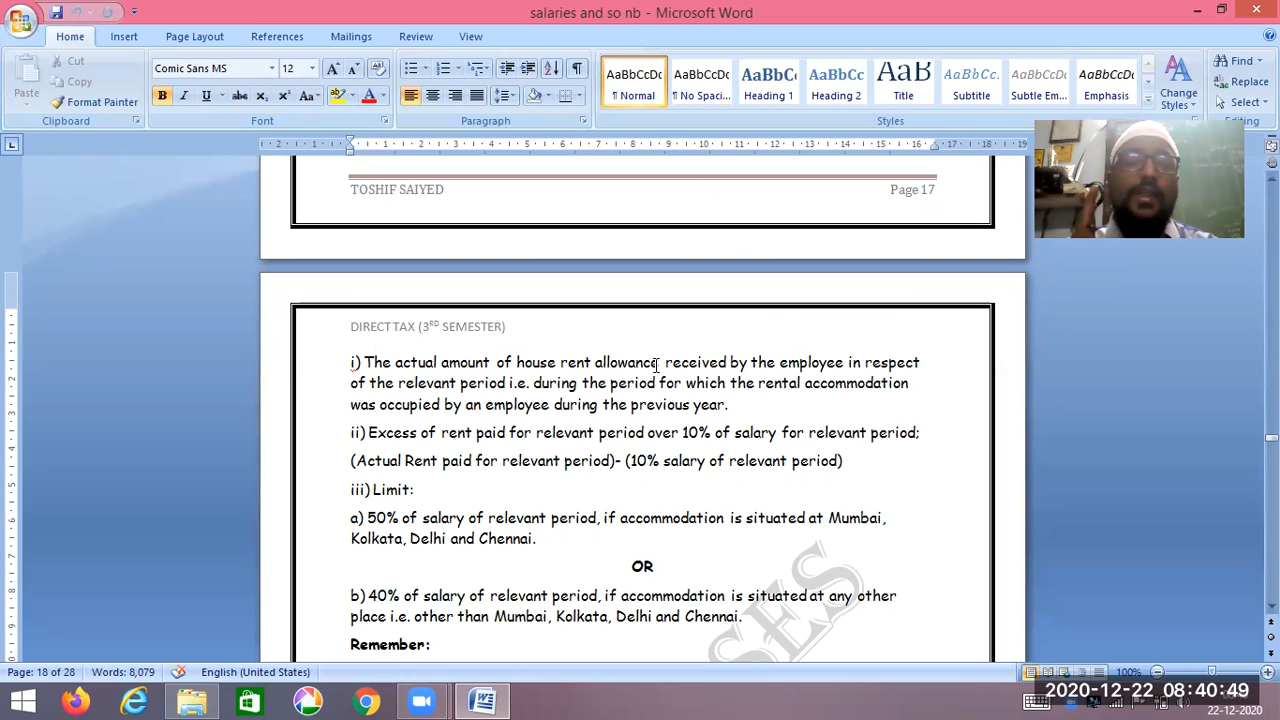 salaries and so nb - Microsoft Word
Home Insert Page Layout References Mailings Review View
Cut
Copy
Format Painter
Paste
Clipboard
Comic Sans MS 12
Font
Paragraph
AaBbCcDc AaBbCcDc AaBbCc AaBbCc AaB AaBbCc. AaBbCcDc AaBbCcDc
¶ Normal ¶ No Spaci... Heading 1 Heading 2 Title Subtitle Subtle Em... Emphasis
Change Styles
Styles
Find
Replace
Select
Editing
TOSHIF SAIYED Page 17
DIRECT TAX (3RD SEMESTER)
i) The actual amount of house rent allowance received by the employee in respect
of the relevant period i.e. during the period for which the rental accommodation
was occupied by an employee during the previous year.
ii) Excess of rent paid for relevant period over 10% of salary for relevant period;
(Actual Rent paid for relevant period)- (10% salary of relevant period)
iii) Limit:
a) 50% of salary of relevant period, if accommodation is situated at Mumbai,
Kolkata, Delhi and Chennai.
OR
b) 40% of salary of relevant period, if accommodation is situated at any other
place i.e. other than Mumbai, Kolkata, Delhi and Chennai.
Remember:
SES
Page: 18 of 28 Words: 8,079 English (United States) 100%
2020-12-22 08:40:49
22-12-2020